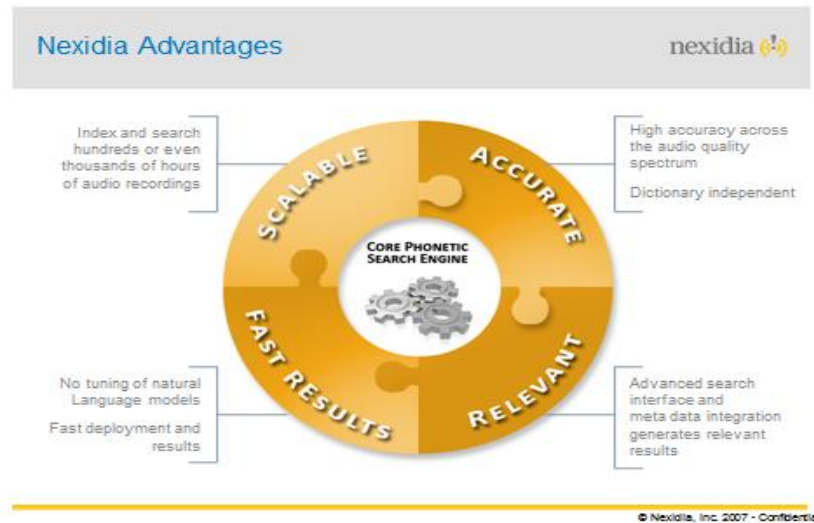 Nexidia Advantages
nexidia
Index and search
hundreds or even
thousands of hours
of audio recordings
High accuracy across
the audio quality
spectrum
Dictionary independent
SCALABLE
ACCURATE
CORE PHONETIC
SEARCH ENGINE
FAST RESULTS
RELEVANT
No tuning of natural
Language models
Fast deployment and
results
Advanced search
interface and
meta data integration
generates relevant
results
© Nexidia, Inc. 2007 - Confidentia